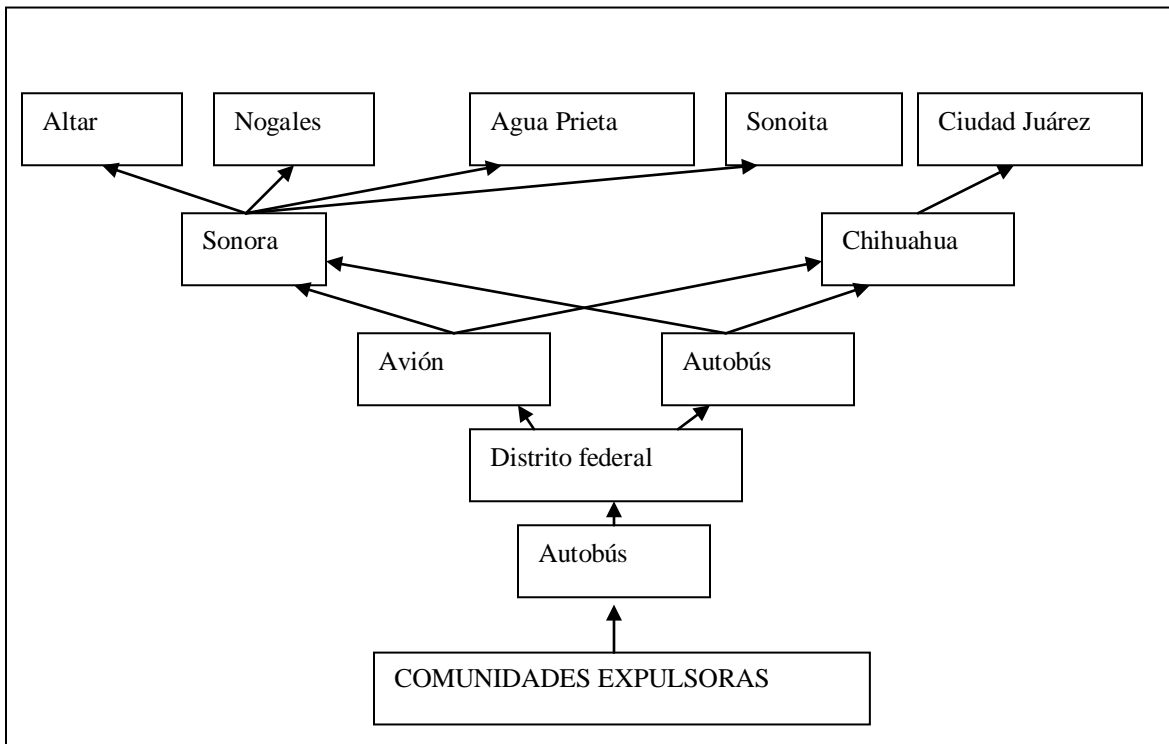 Altar
Nogales
Agua Prieta
Sonoita
Ciudad Juárez
Sonora
Chihuahua
Avión
Autobús
Distrito federal
Autobús
COMUNIDADES EXPULSORAS